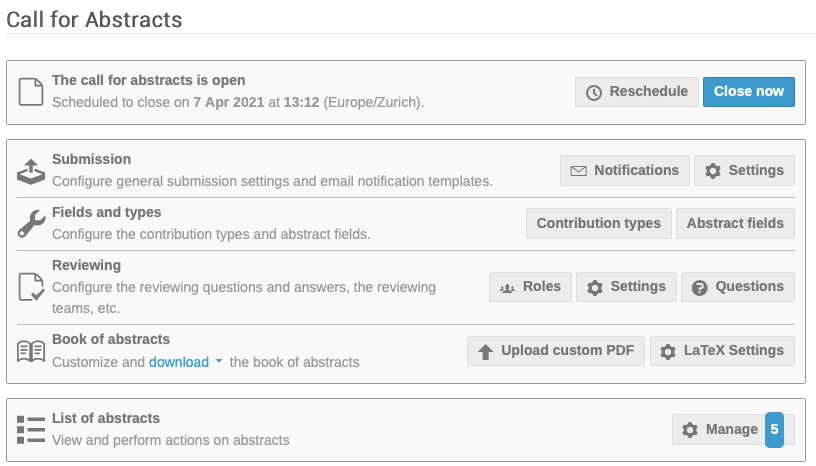 Call for Abstracts
The call for abstracts is open
Scheduled to close on 7 Apr 2021 at 13:12 (Europe/Zurich).
Reschedule
Close now
Submission
Configure general submission settings and email notification templates.
Notifications
Settings
Fields and types
Configure the contribution types and abstract fields.
Contribution types
Abstract fields
Reviewing
Configure the reviewing questions and answers, the reviewing
teams, etc.
Roles
Settings
Questions
Book of abstracts
Customize and download the book of abstracts
Upload custom PDF
LaTeX Settings
List of abstracts
View and perform actions on abstracts
Manage 5